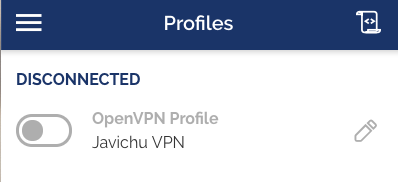 Profiles
DISCONNECTED
OpenVPN Profile
Javichu VPN